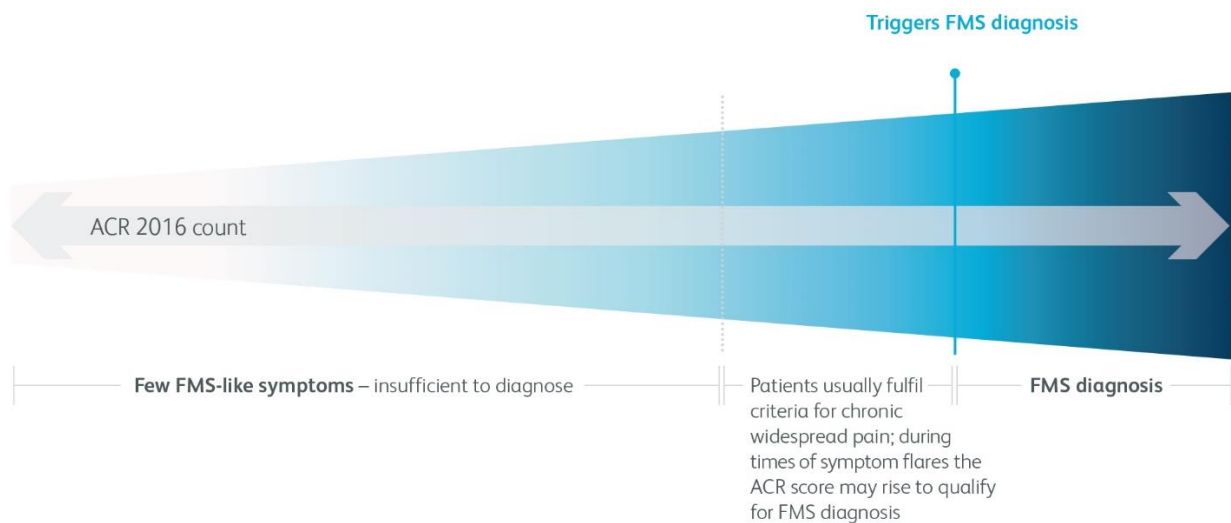 Triggers FMS diagnosis
ACR 2016 count
Few FMS-like symptoms – insufficient to diagnose
Patients usually fulfil
criteria for chronic
widespread pain; during
times of symptom flares the
ACR score may rise to qualify
for FMS diagnosis
FMS diagnosis